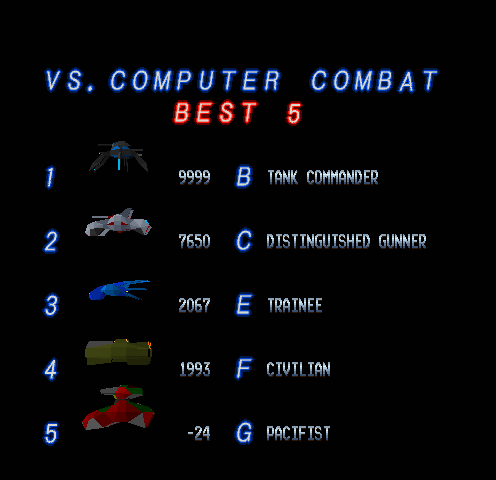 VS. COMPUTER COMBAT
BEST 5
1 9999 B TANK COMMANDER
2 7650 C DISTINGUISHED GUNNER
3 2067 E TRAINEE
4 1993 F CIVILIAN
5 -24 G PACIFIST